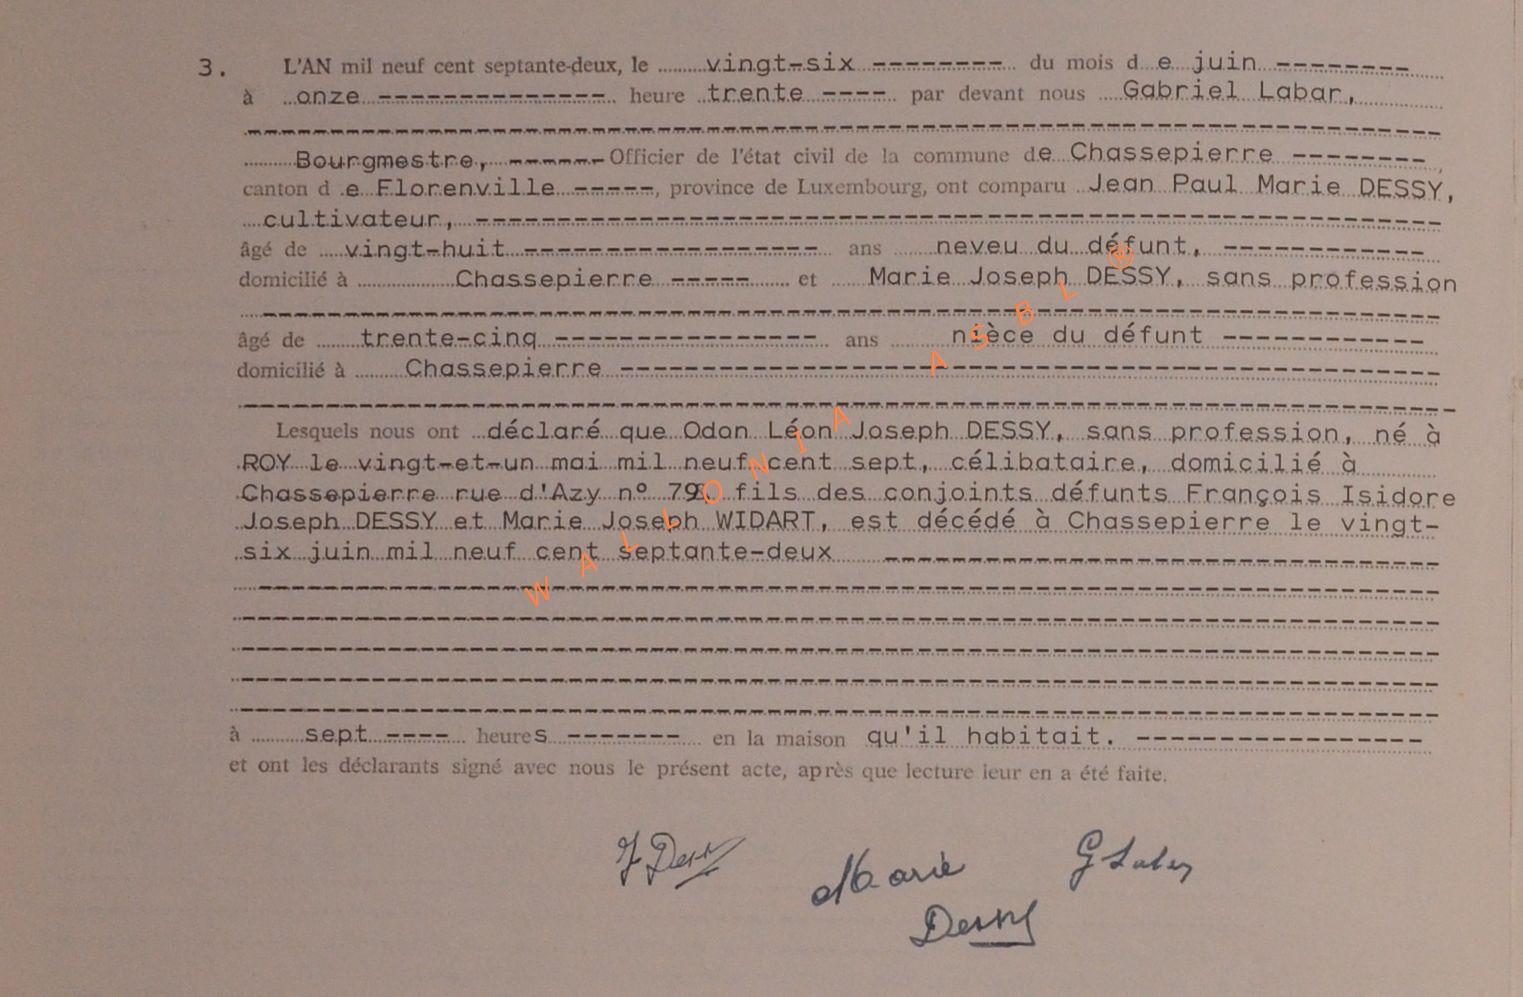 3. L'AN mil neuf cent septante-deux, le vingt-six -------- du mois d e juin --------
à onze -------------- heure trente ---- par devant nous Gabriel Labar,
Bourgmestre, ------ Officier de l'état civil de la commune de Chassepierre --------
canton d e Florenville -----, province de Luxembourg, ont comparu Jean Paul Marie DESSY,
cultivateur, --------
âgé de vingt-huit ------------------ ans neveu du défunt, ------------
domicilié à Chassepierre ----- et Marie Joseph DESSY, sans profession
âgé de trente-cinq ---------------- ans nièce du défunt ------------
domicilié à Chassepierre --------
Lesquels nous ont déclaré que Odon Léon Joseph DESSY, sans profession, né à
ROY le vingt-et-un mai mil neuf cent sept, célibataire, domicilié à
Chassepierre rue d'Azy n° fils des conjoints défunts François Isidore
Joseph DESSY et Marie Joseph WIDART, est décédé à Chassepierre le vingt-
six juin mil neuf cent septante-deux --------
à sept ---- heures ------- en la maison qu'il habitait. -----------------
et ont les déclarants signé avec nous le présent acte, après que lecture leur en a été faite.
J Dessy
Marie
Dessy
G Labar
WALLONIA ASBL ®